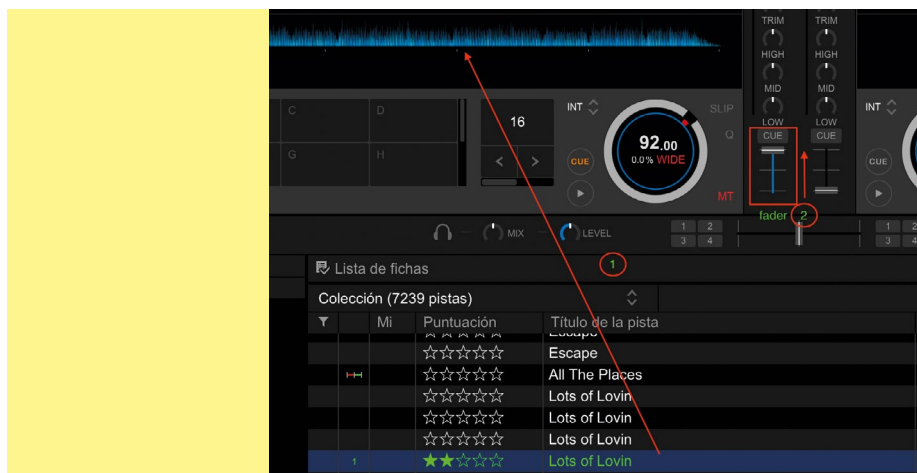 TRIM TRIM
HIGH HIGH
MID MID
LOW LOW
C D 16 INT SLIP CUE CUE INT
Q
92.00
0.0% WIDE
G H < > CUE CUE
MT
fader 2
MIX LEVEL 1 2 1 2
3 4 3 4
Lista de fichas 1
Colección (7239 pistas)
Mi Puntuación Título de la pista
Escape
Escape
All The Places
Lots of Lovin
Lots of Lovin
Lots of Lovin
1 Lots of Lovin